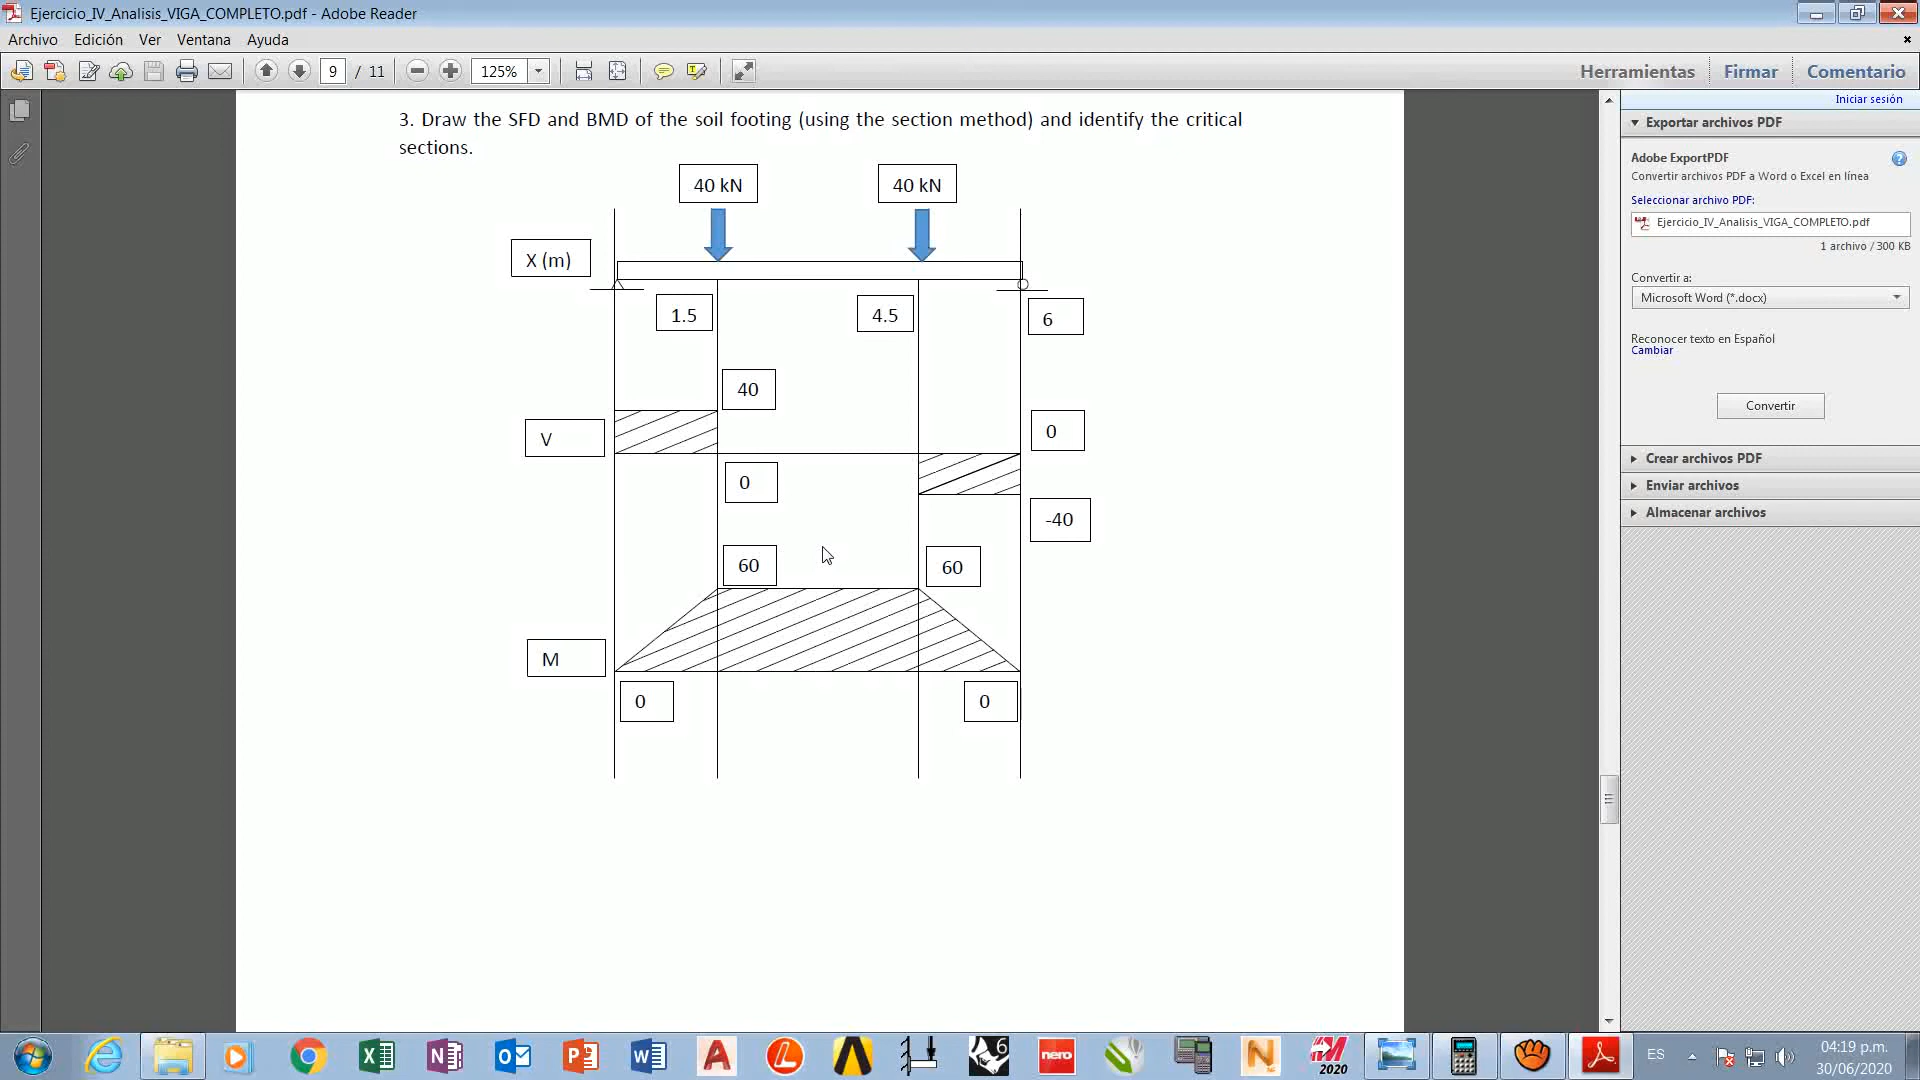 Ejercicio_IV_Analisis_VIGA_COMPLETO.pdf - Adobe Reader
Archivo Edición Ver Ventana Ayuda
9 / 11 125% Herramientas Firmar Comentario
3. Draw the SFD and BMD of the soil footing (using the section method) and identify the critical
sections.
40 kN 40 kN
X (m)
1.5 4.5 6
40
V 0
0
-40
60 60
M
0 0
Iniciar sesión
Exportar archivos PDF
Adobe ExportPDF
Convertir archivos PDF a Word o Excel en línea
Seleccionar archivo PDF:
Ejercicio_IV_Analisis_VIGA_COMPLETO.pdf
1 archivo / 300 KB
Convertir a:
Microsoft Word (*.docx)
Reconocer texto en Español
Cambiar
Convertir
Crear archivos PDF
Enviar archivos
Almacenar archivos
6 nero 2020 ES 04:19 p.m.
30/06/2020